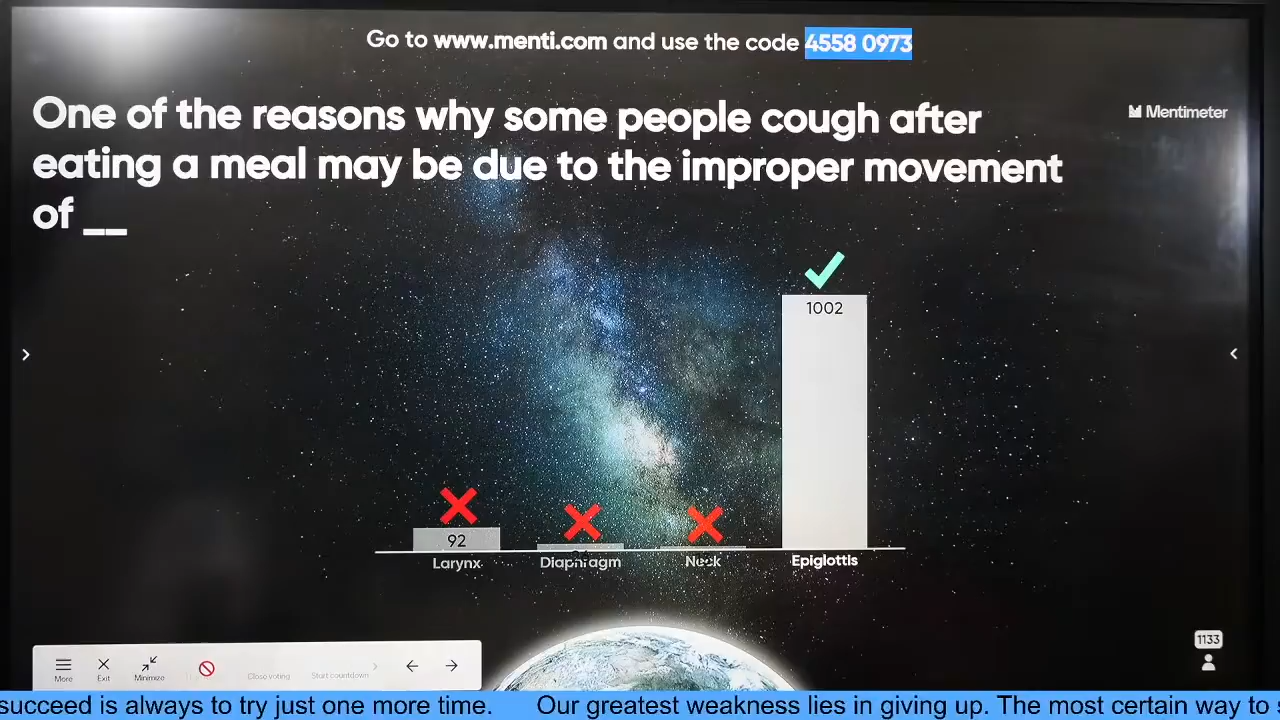 Go to www.menti.com and use the code 4558 0973
One of the reasons why some people cough after
eating a meal may be due to the improper movement
of __
Mentimeter
1002
92
Larynx
Diaphragm
Neck
Epiglottis
1133
More
Exit
Minimize
Close voting
Start countdown
succeed is always to try just one more time. Our greatest weakness lies in giving up. The most certain way to s